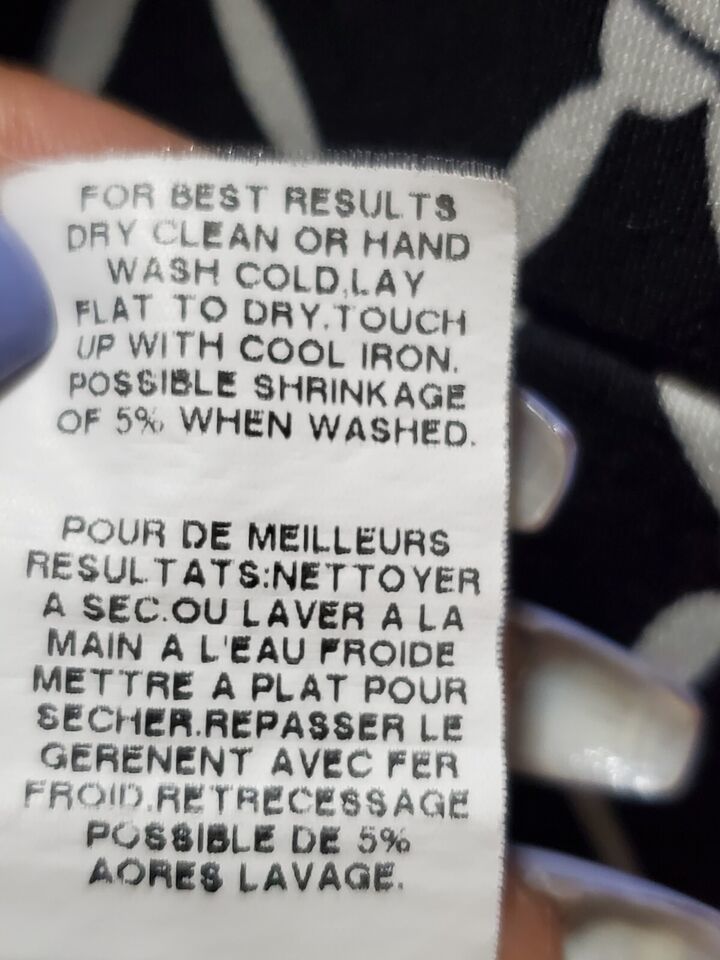 FOR BEST RESULTS
DRY CLEAN OR HAND
WASH COLD,LAY
FLAT TO DRY.TOUCH
UP WITH COOL IRON.
POSSIBLE SHRINKAGE
OF 5% WHEN WASHED.
POUR DE MEILLEURS
RESULTATS:NETTOYER
A SEC.OU LAVER A LA
MAIN A L'EAU FROIDE
METTRE A PLAT POUR
SECHER.REPASSER LE
GERENENT AVEC FER
FROID.RETRECESSAGE
POSSIBLE DE 5%
AORES LAVAGE.